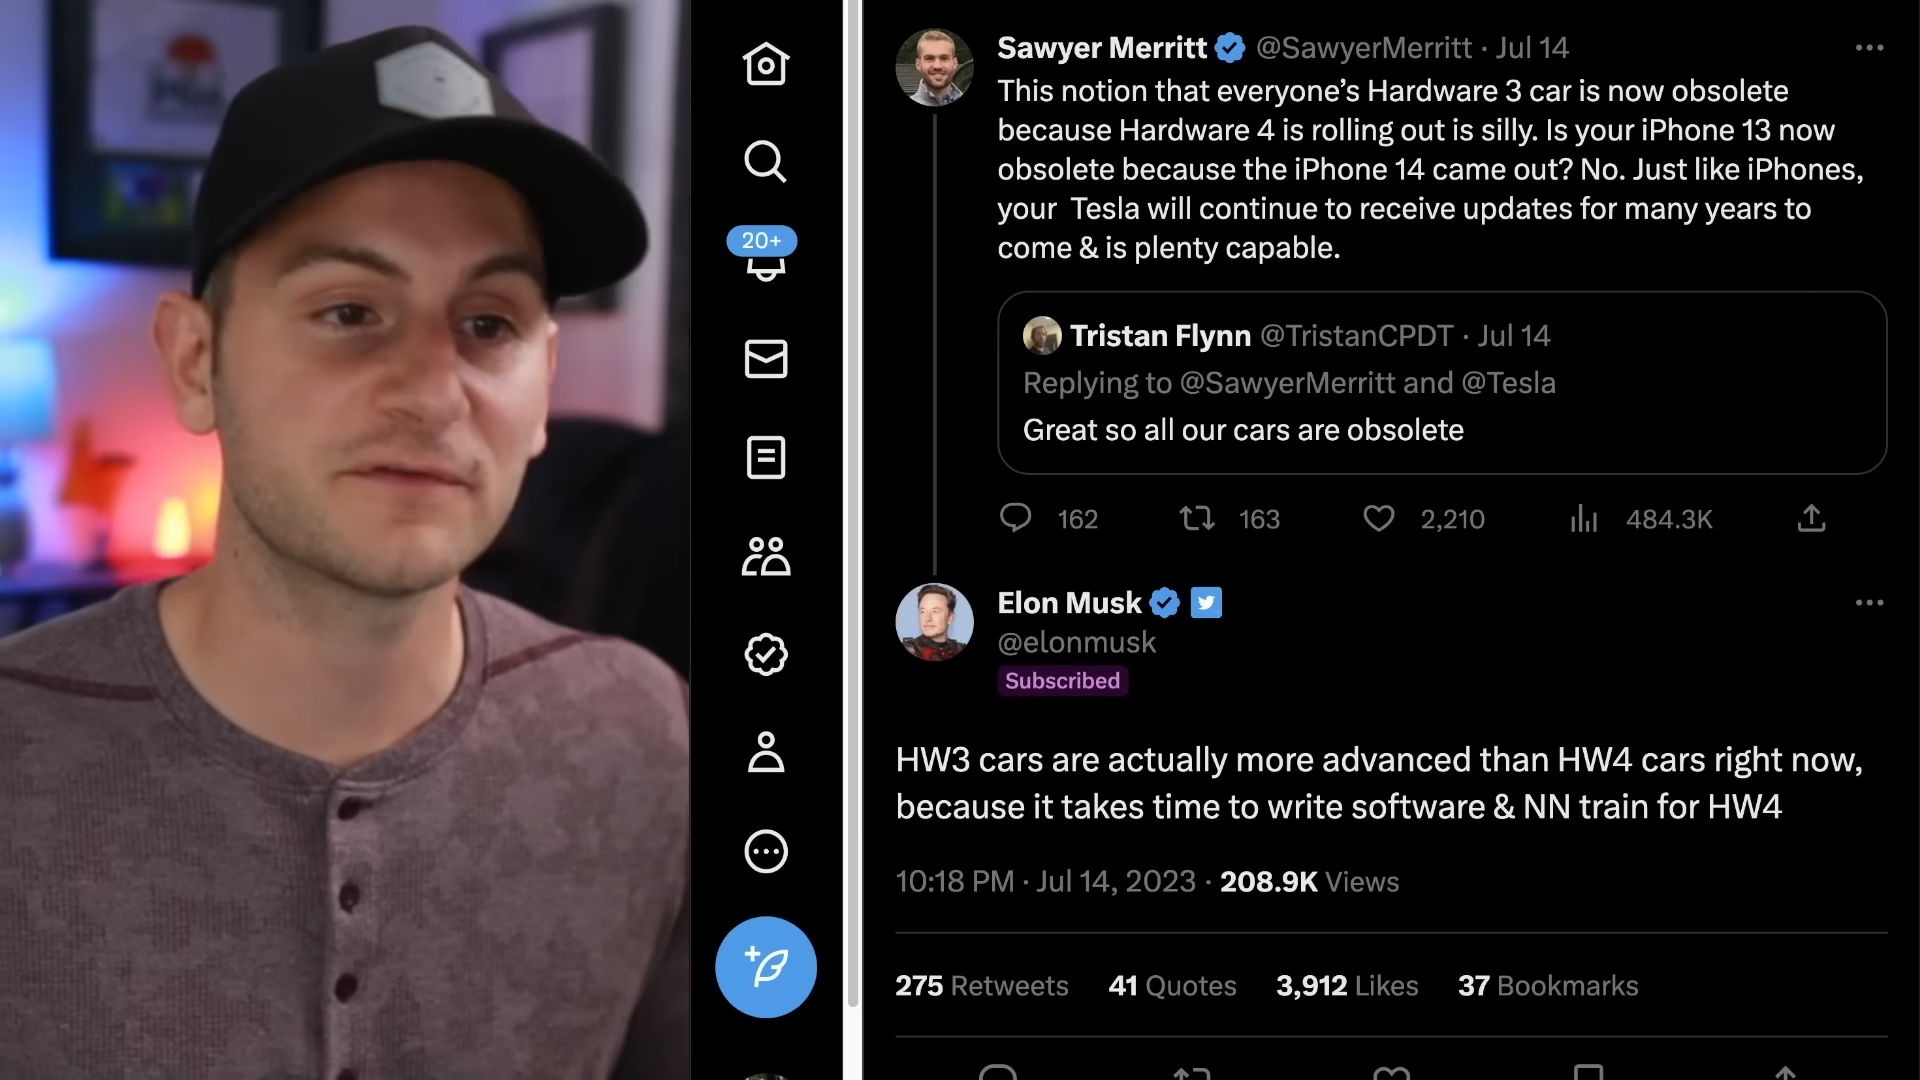 Sawyer Merritt @SawyerMerritt · Jul 14
This notion that everyone’s Hardware 3 car is now obsolete
because Hardware 4 is rolling out is silly. Is your iPhone 13 now
obsolete because the iPhone 14 came out? No. Just like iPhones,
your  Tesla will continue to receive updates for many years to
come & is plenty capable.
Tristan Flynn @TristanCPDT · Jul 14
Replying to @SawyerMerritt and @Tesla
Great so all our cars are obsolete
162 163 2,210 484.3K
20+
Elon Musk
@elonmusk
Subscribed
HW3 cars are actually more advanced than HW4 cars right now,
because it takes time to write software & NN train for HW4
10:18 PM · Jul 14, 2023 · 208.9K Views
275 Retweets 41 Quotes 3,912 Likes 37 Bookmarks